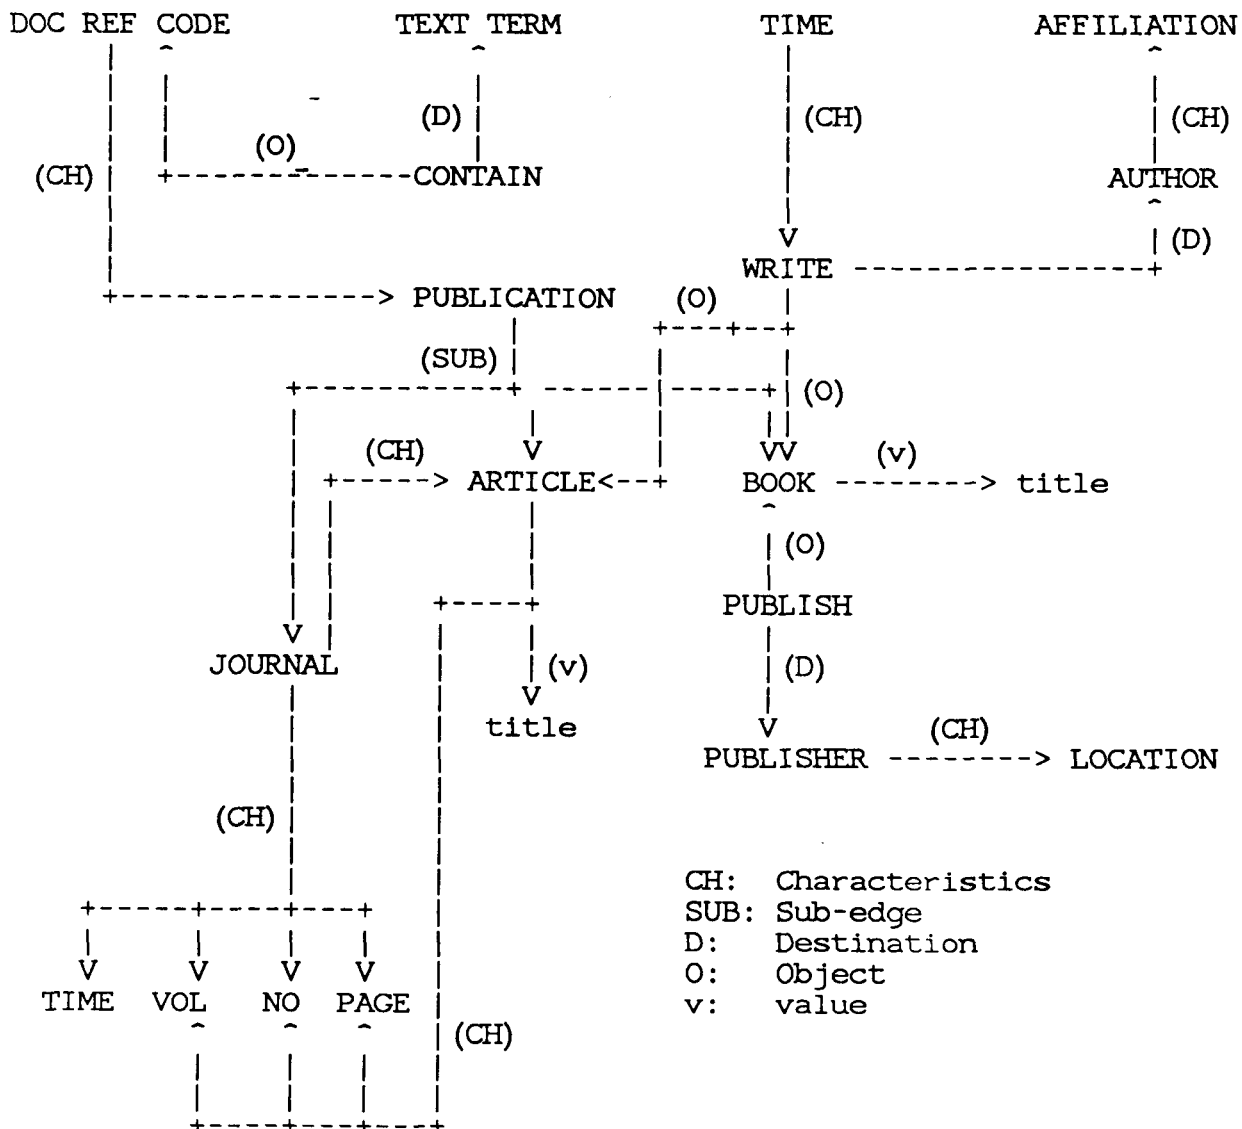 DOC REF CODE TEXT TERM TIME AFFILIATION
(D) (CH) (CH)
(O)
(CH) CONTAIN AUTHOR
(D)
WRITE
PUBLICATION (O)
(SUB)
(O)
(CH) (v)
ARTICLE BOOK title
(O)
PUBLISH
JOURNAL (v) (D)
title (CH)
PUBLISHER LOCATION
(CH)
CH: Characteristics
SUB: Sub-edge
D: Destination
O: Object
v: value
TIME VOL NO PAGE
(CH)